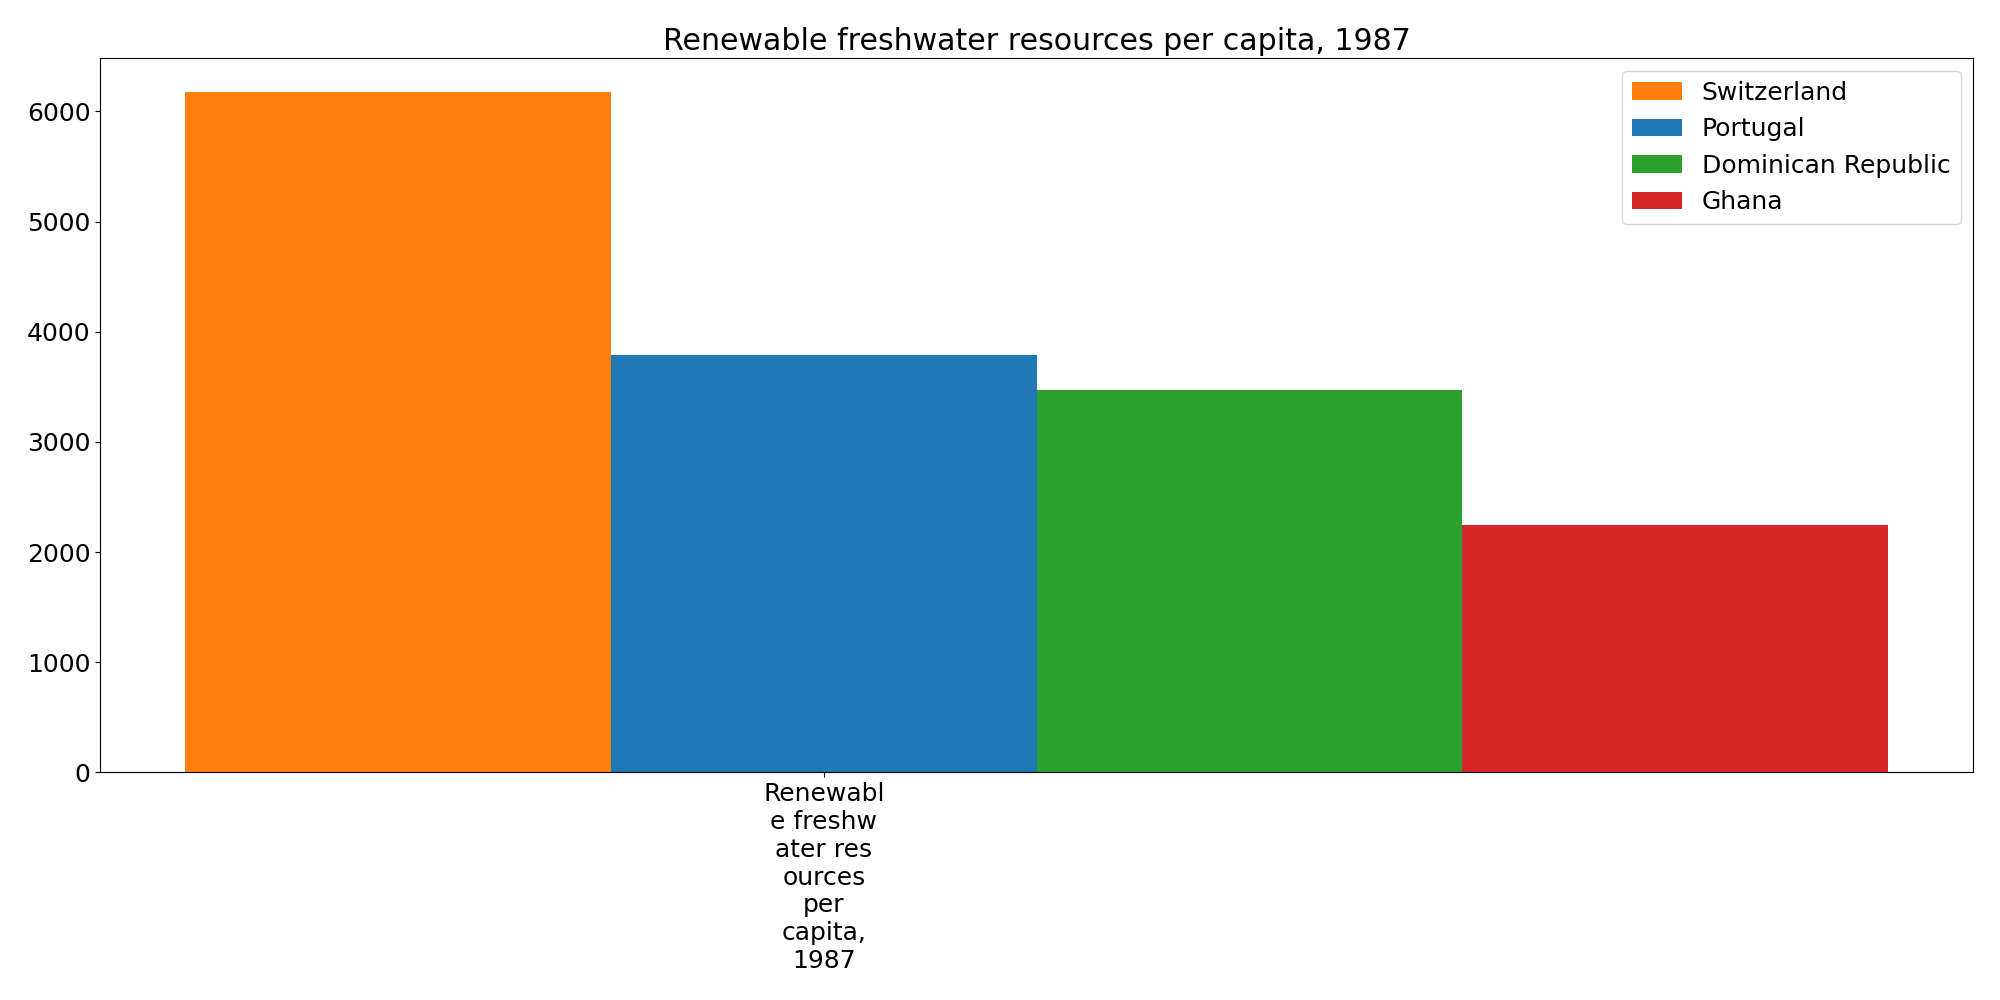 Renewable freshwater resources per capita, 1987
Switzerland
Portugal
Dominican Republic
Ghana
6000
5000
4000
3000
2000
1000
0
Renewabl
e freshw
ater res
ources
per
capita,
1987